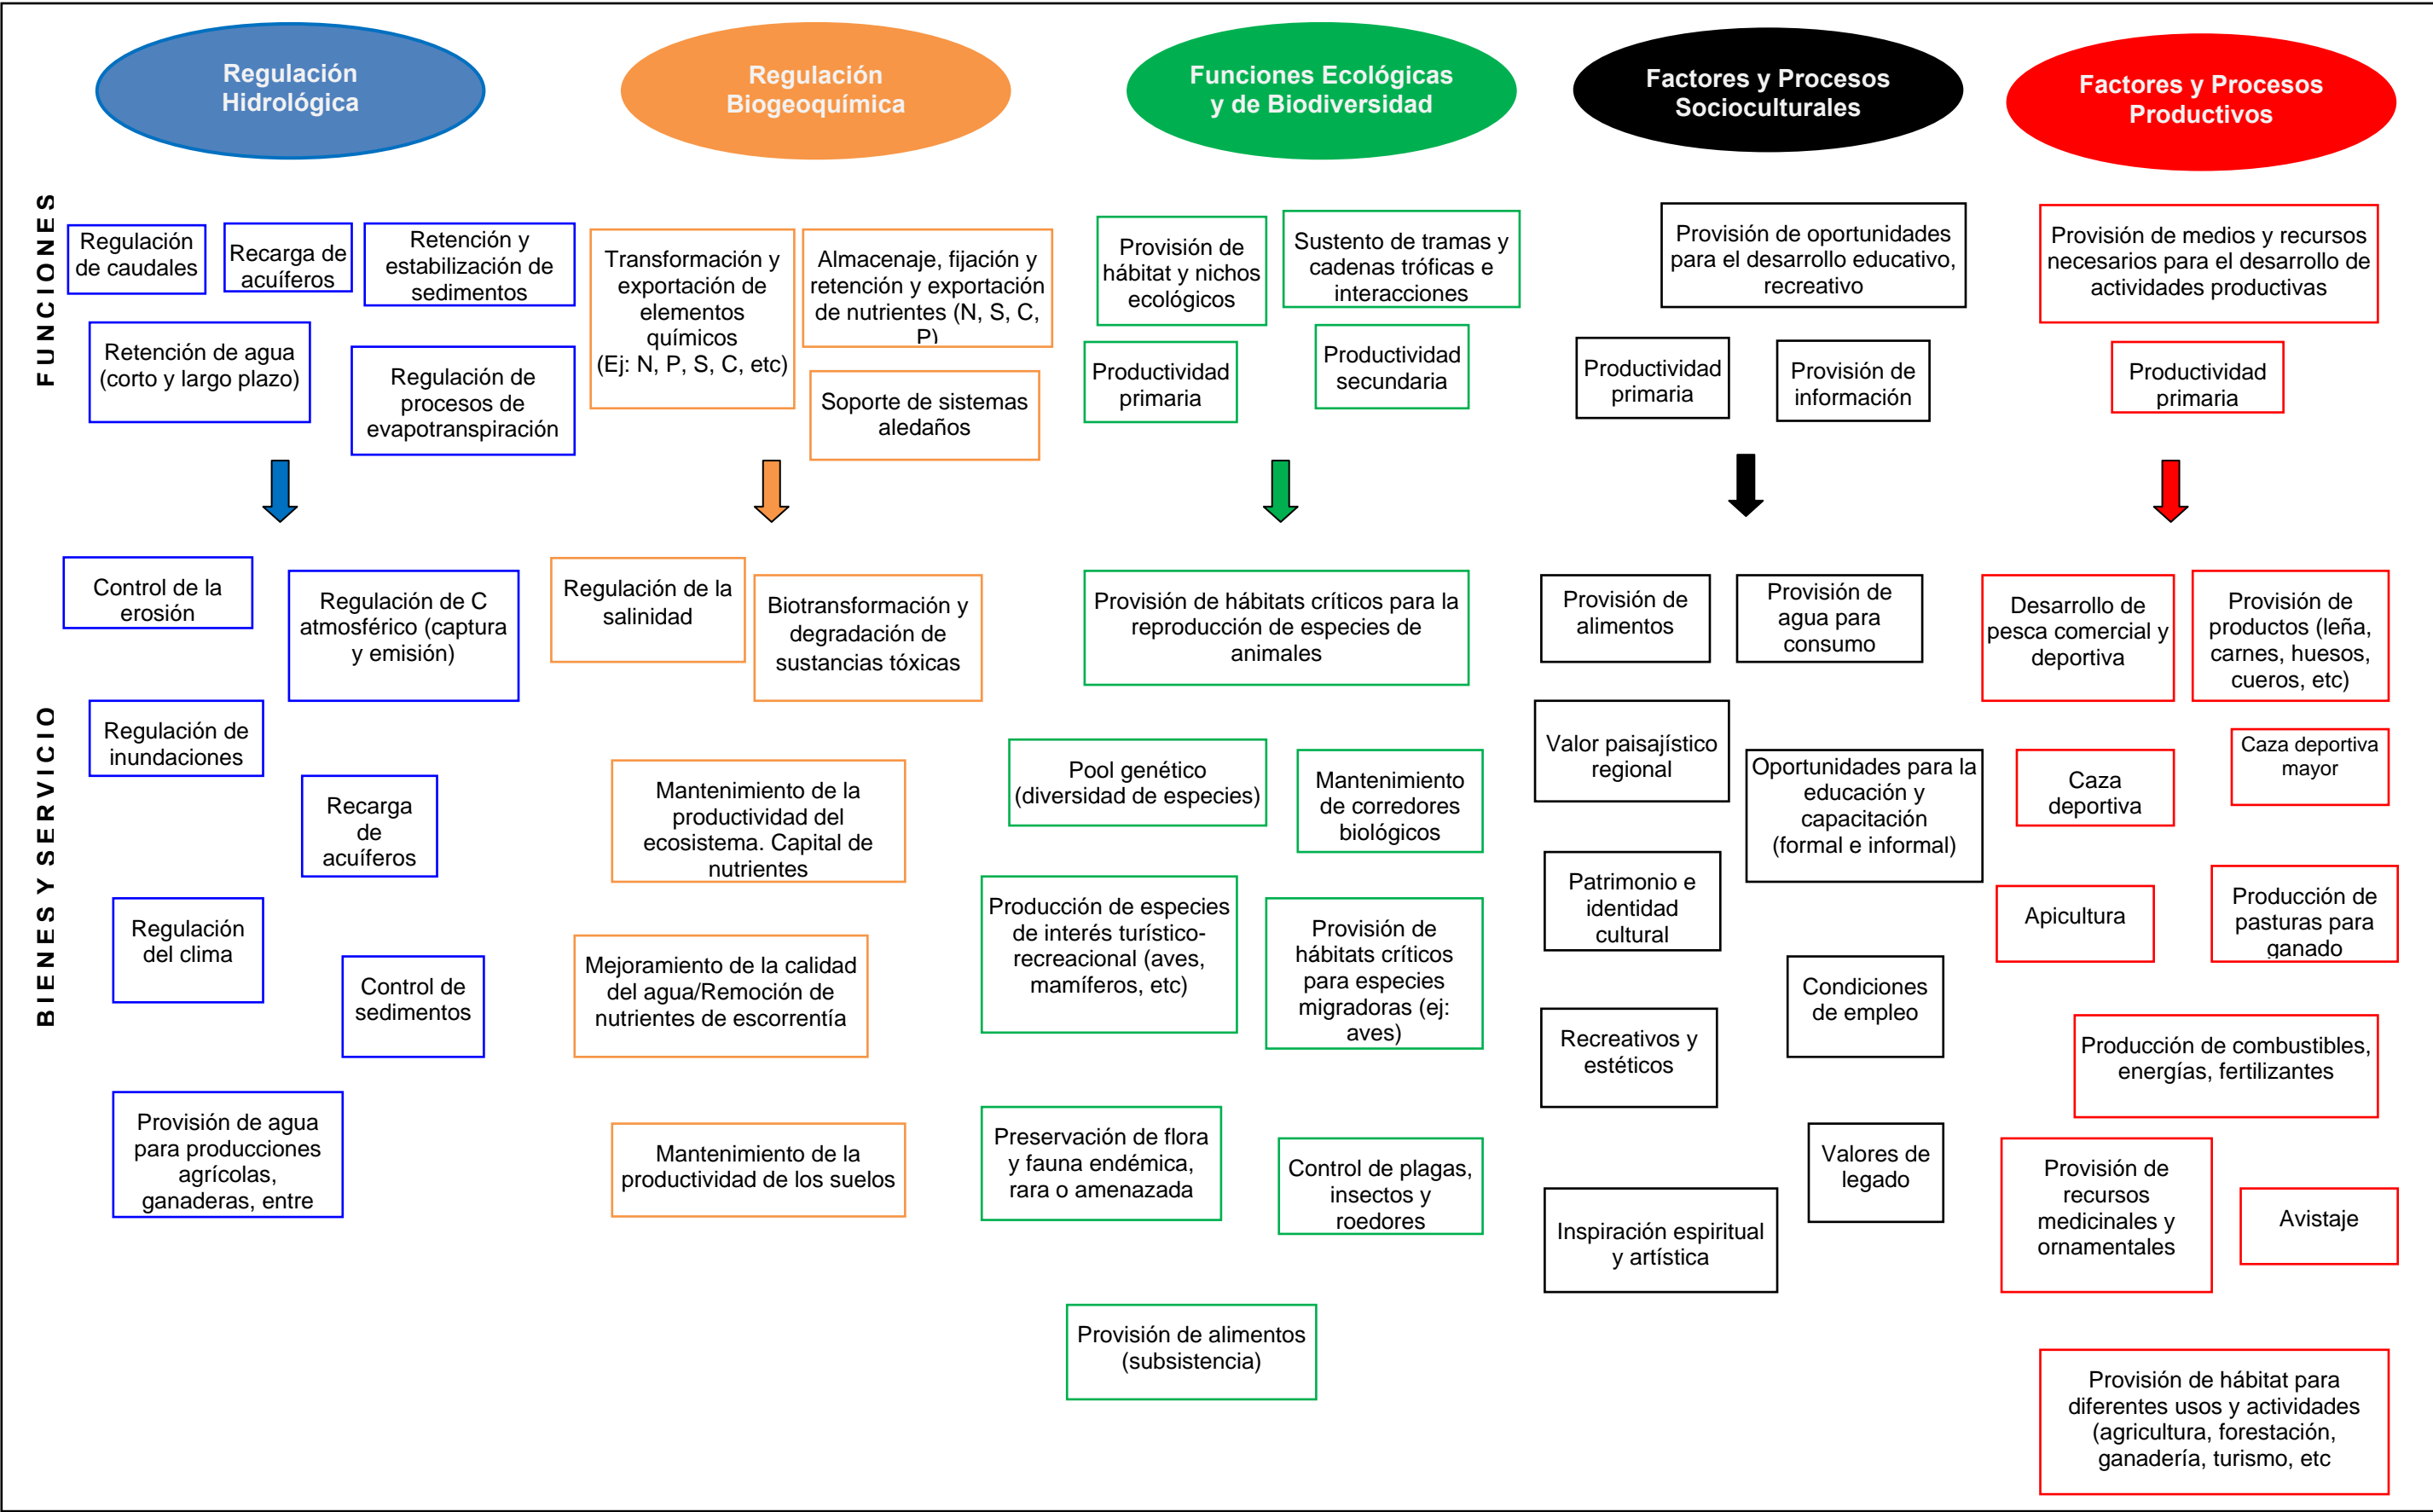 Regulación
Hidrológica
Regulación
Biogeoquímica
Funciones Ecológicas
y de Biodiversidad
Factores y Procesos
Socioculturales
Factores y Procesos
Productivos
FUNCIONES
Regulación
de caudales
Recarga de
acuíferos
Retención y
estabilización de
sedimentos
Retención de agua
(corto y largo plazo)
Regulación de
procesos de
evapotranspiración
Transformación y
exportación de
elementos
químicos
(Ej: N, P, S, C, etc)
Almacenaje, fijación y
retención y exportación
de nutrientes (N, S, C,
P)
Soporte de sistemas
aledaños
Provisión de
hábitat y nichos
ecológicos
Sustento de tramas y
cadenas tróficas e
interacciones
Productividad
primaria
Productividad
secundaria
Provisión de oportunidades
para el desarrollo educativo,
recreativo
Productividad
primaria
Provisión de
información
Provisión de medios y recursos
necesarios para el desarrollo de
actividades productivas
Productividad
primaria
BIENES Y SERVICIO
Control de la
erosión
Regulación de C
atmosférico (captura
y emisión)
Regulación de
inundaciones
Recarga
de
acuíferos
Regulación
del clima
Control de
sedimentos
Provisión de agua
para producciones
agrícolas,
ganaderas, entre
Regulación de la
salinidad
Biotransformación y
degradación de
sustancias tóxicas
Mantenimiento de la
productividad del
ecosistema. Capital de
nutrientes
Mejoramiento de la calidad
del agua/Remoción de
nutrientes de escorrentía
Mantenimiento de la
productividad de los suelos
Provisión de hábitats críticos para la
reproducción de especies de
animales
Pool genético
(diversidad de especies)
Mantenimiento
de corredores
biológicos
Producción de especies
de interés turístico-
recreacional (aves,
mamíferos, etc)
Provisión de
hábitats críticos
para especies
migradoras (ej:
aves)
Preservación de flora
y fauna endémica,
rara o amenazada
Control de plagas,
insectos y
roedores
Provisión de alimentos
(subsistencia)
Provisión de
alimentos
Provisión de
agua para
consumo
Valor paisajístico
regional
Oportunidades para la
educación y
capacitación
(formal e informal)
Patrimonio e
identidad
cultural
Condiciones
de empleo
Recreativos y
estéticos
Valores de
legado
Inspiración espiritual
y artística
Desarrollo de
pesca comercial y
deportiva
Provisión de
productos (leña,
carnes, huesos,
cueros, etc)
Caza
deportiva
Caza deportiva
mayor
Apicultura
Producción de
pasturas para
ganado
Producción de combustibles,
energías, fertilizantes
Provisión de
recursos
medicinales y
ornamentales
Avistaje
Provisión de hábitat para
diferentes usos y actividades
(agricultura, forestación,
ganadería, turismo, etc